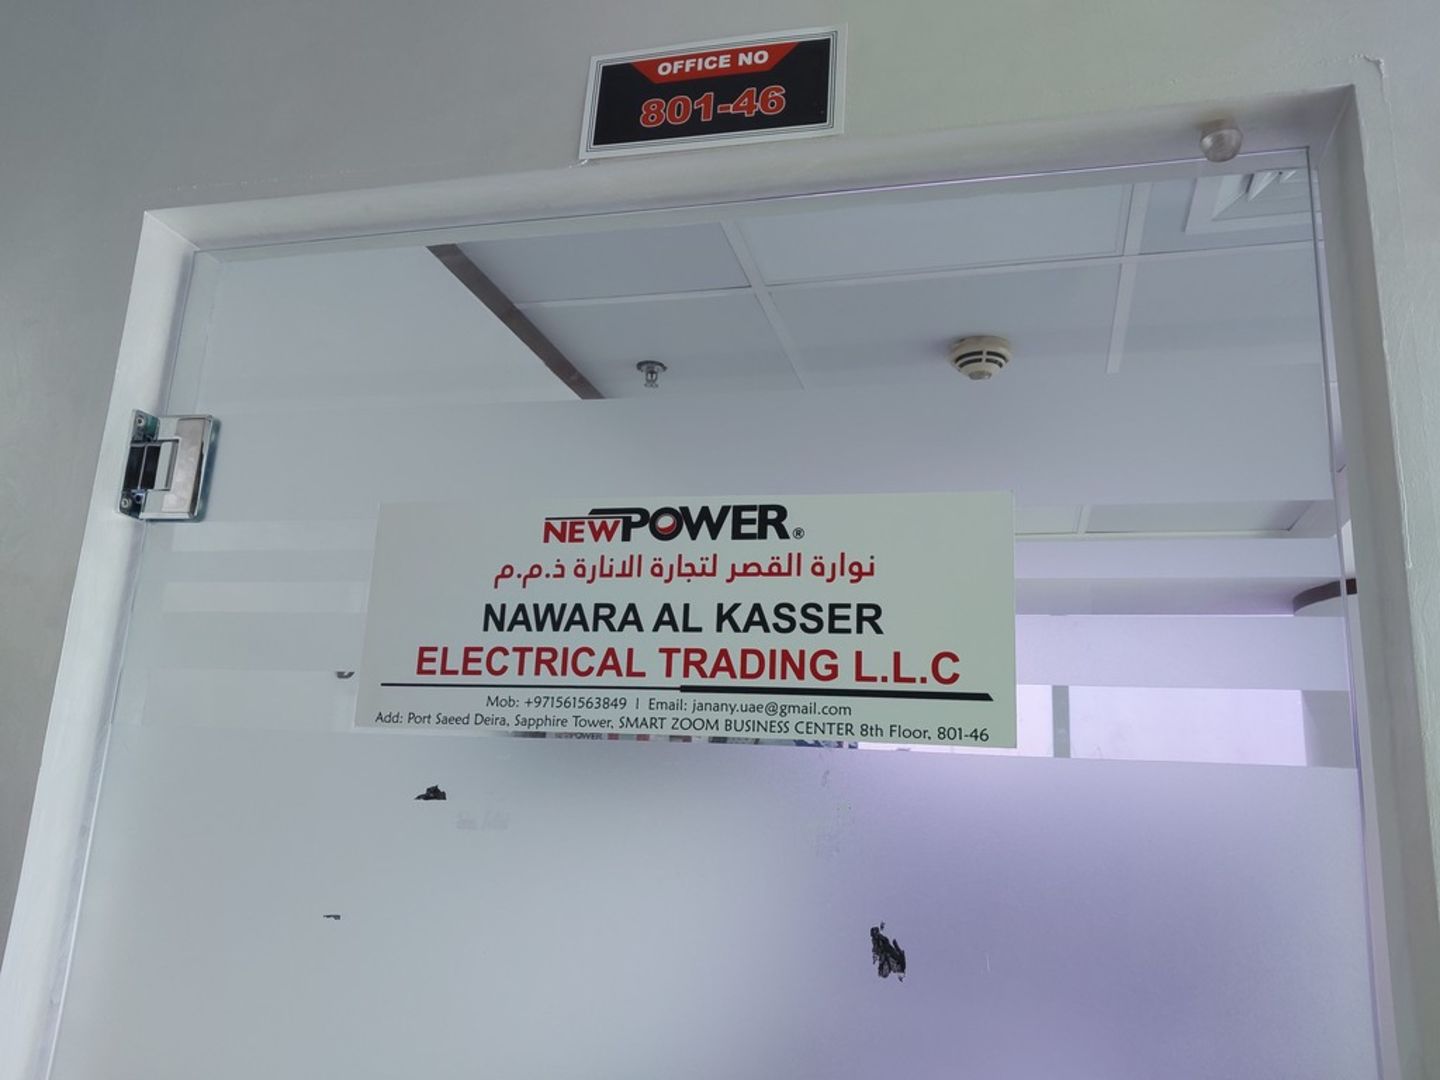 OFFICE NO
801-46
NEWPOWER®
نوارة القصر لتجارة الانارة ذ.م.م
NAWARA AL KASSER
ELECTRICAL TRADING L.L.C
Mob: +971561563849 | Email: janany.uae@gmail.com
Add: Port Saeed Deira, Sapphire Tower, SMART ZOOM BUSINESS CENTER 8th Floor, 801-46